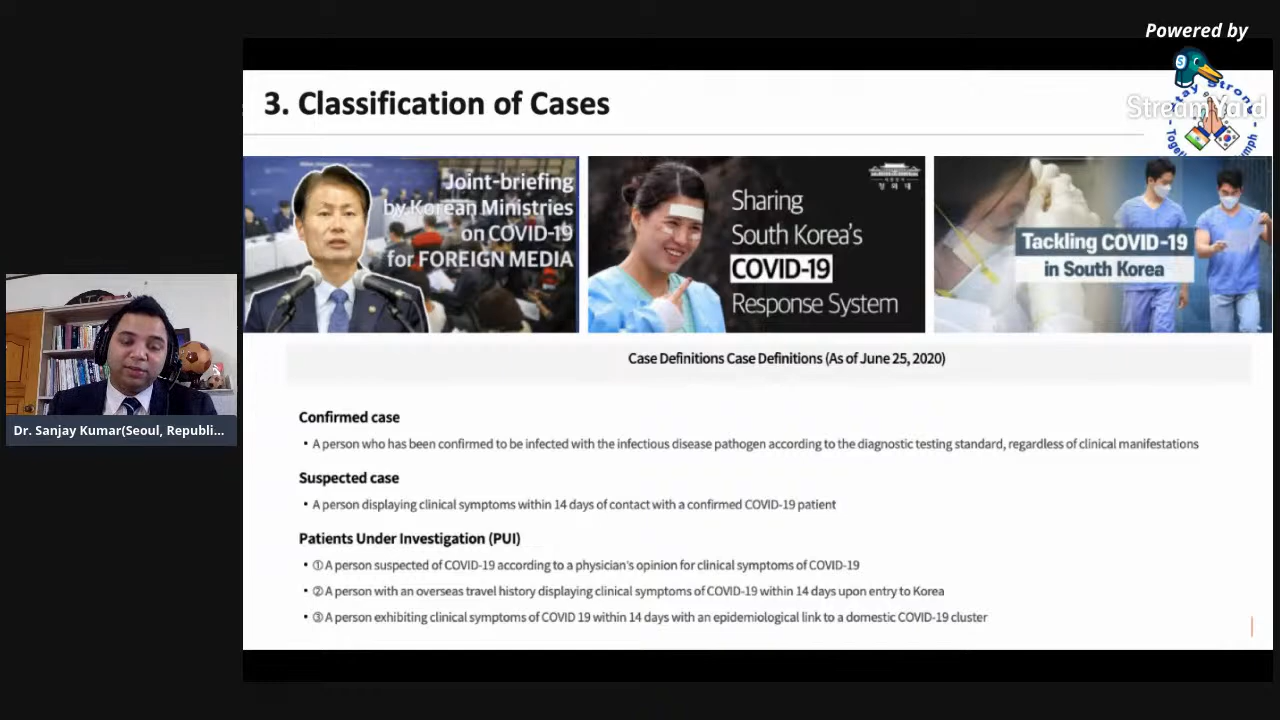 Powered by
StreamYard
3. Classification of Cases
Stay Strong
Joint-briefing
by Korean Ministries
on COVID-19
for FOREIGN MEDIA
청와대
Sharing
South Korea's
COVID-19
Response System
Tackling COVID-19
in South Korea
Case Definitions Case Definitions (As of June 25, 2020)
Confirmed case
• A person who has been confirmed to be infected with the infectious disease pathogen according to the diagnostic testing standard, regardless of clinical manifestations
Suspected case
• A person displaying clinical symptoms within 14 days of contact with a confirmed COVID-19 patient
Patients Under Investigation (PUI)
• ① A person suspected of COVID-19 according to a physician's opinion for clinical symptoms of COVID-19
• ② A person with an overseas travel history displaying clinical symptoms of COVID-19 within 14 days upon entry to Korea
• ③ A person exhibiting clinical symptoms of COVID 19 within 14 days with an epidemiological link to a domestic COVID-19 cluster
Dr. Sanjay Kumar(Seoul, Republi...